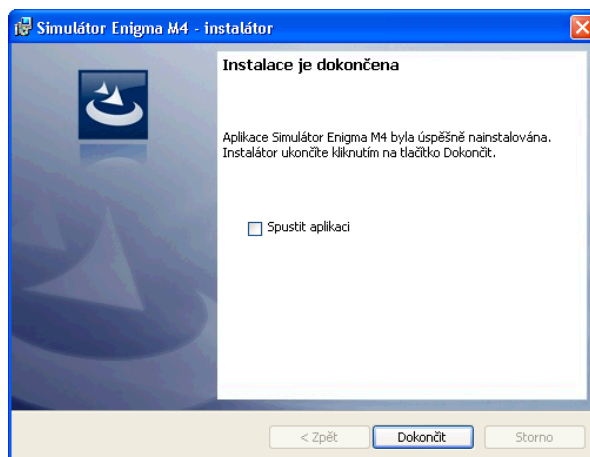 Simulátor Enigma M4 - instalátor
Instalace je dokončena
Aplikace Simulátor Enigma M4 byla úspěšně nainstalována.
Instalátor ukončíte kliknutím na tlačítko Dokončit.
Spustit aplikaci
< Zpět
Dokončit
Storno